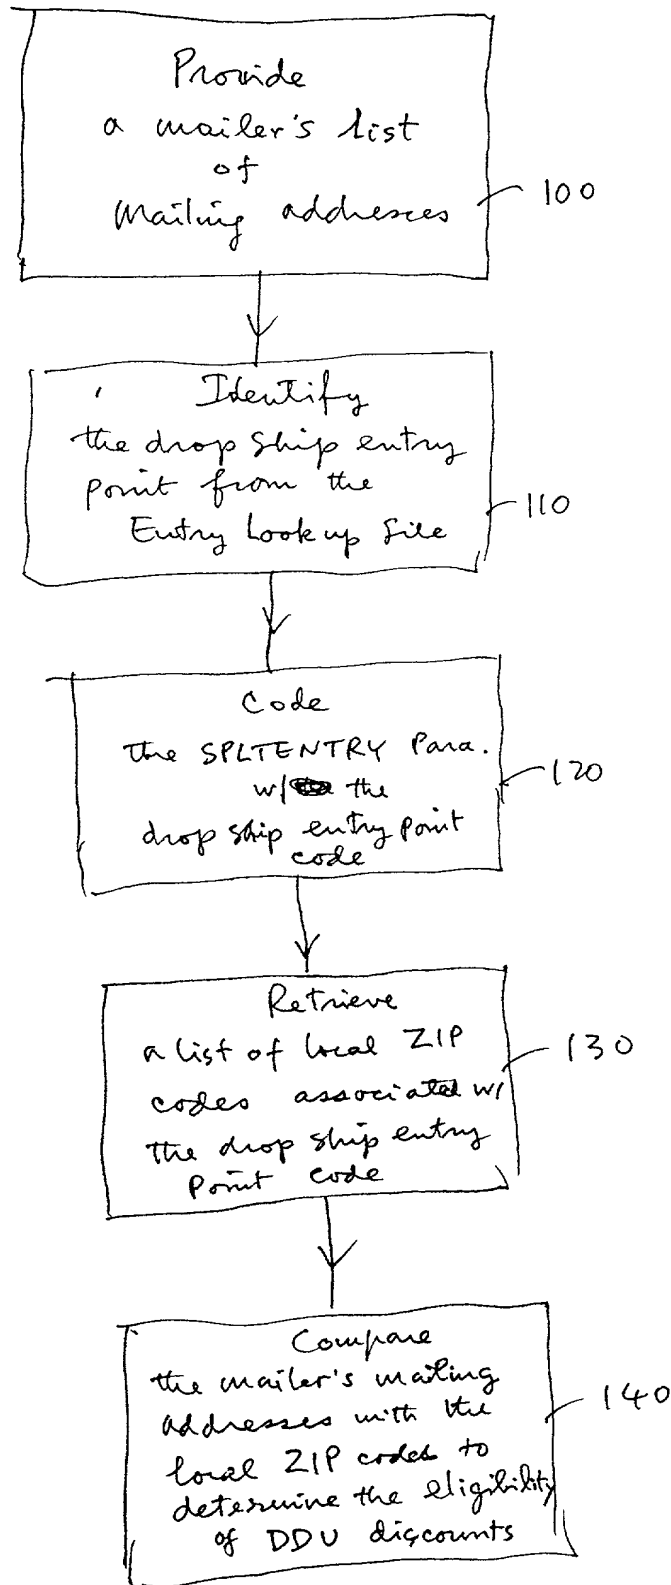 Provide
a mailer's list
of
Mailing addresses
100
Identify
the drop ship entry
point from the
Entry Lookup file
110
Code
the SPLTENTRY Para.
w/ the
drop ship entry point
code
120
Retrieve
a list of local ZIP
codes associated w/
the drop ship entry
Point code
130
Compare
the mailer's mailing
addresses with the
local ZIP codes to
determine the eligibility
of DDU discounts
140